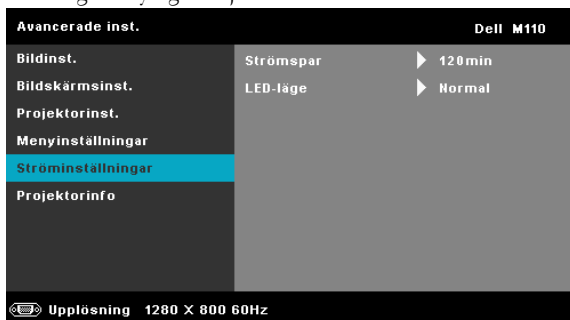 Avancerade inst. Dell M110
Bildinst.
Bildskärmsinst.
Projektorinst.
Menyinställningar
Ströminställningar
Projektorinfo
Strömspar 120min
LED-läge Normal
Upplösning 1280 X 800 60Hz